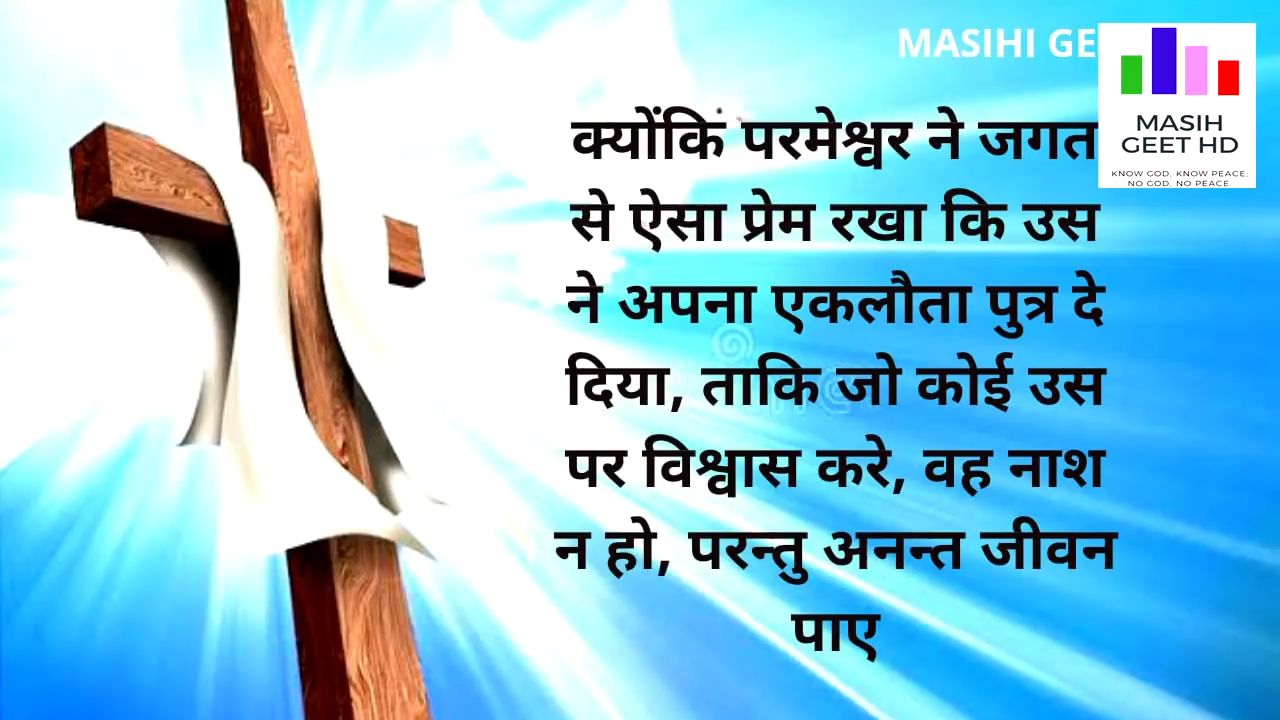 MASIHI GE
MASIH
GEET HD
KNOW GOD. KNOW PEACE.
NO GOD. NO PEACE.
क्योंकि परमेश्वर ने जगत
से ऐसा प्रेम रखा कि उस
ने अपना एकलौता पुत्र दे
दिया, ताकि जो कोई उस
पर विश्वास करे, वह नाश
न हो, परन्तु अनन्त जीवन
पाए